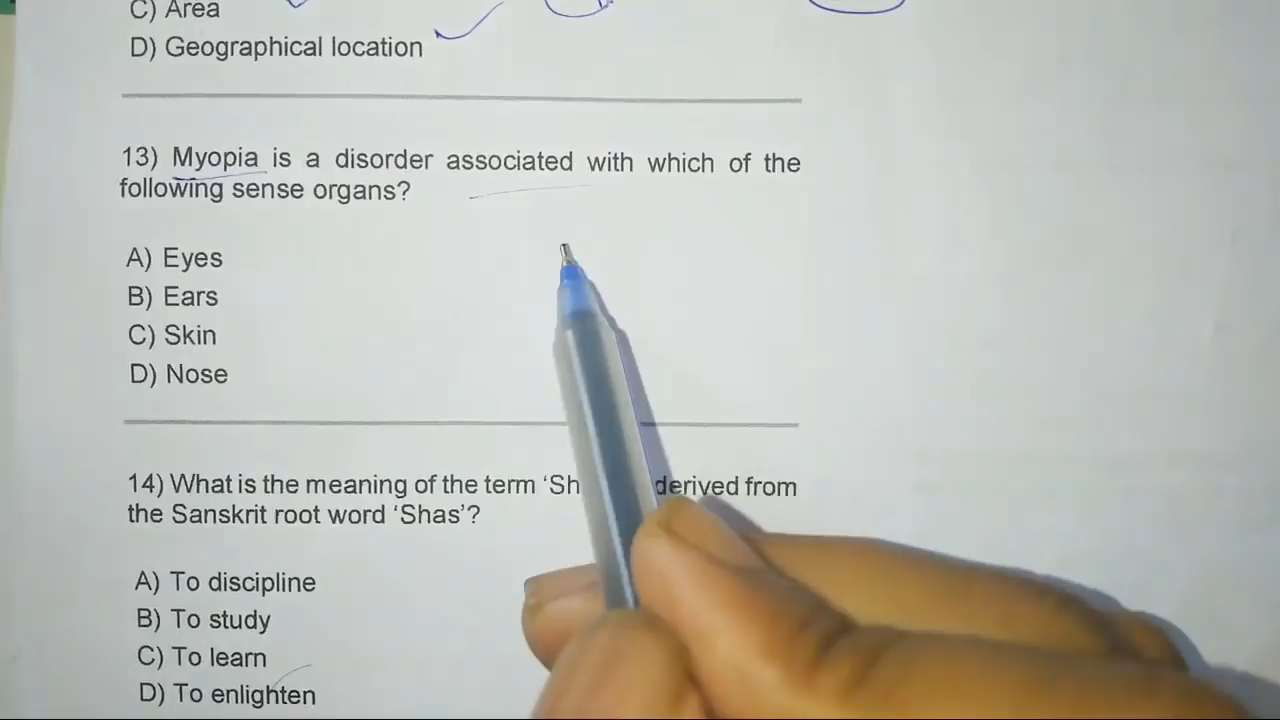 C) Area
D) Geographical location
13) Myopia is a disorder associated with which of the
following sense organs?
A) Eyes
B) Ears
C) Skin
D) Nose
14) What is the meaning of the term ‘Sh derived from
the Sanskrit root word ‘Shas’?
A) To discipline
B) To study
C) To learn
D) To enlighten